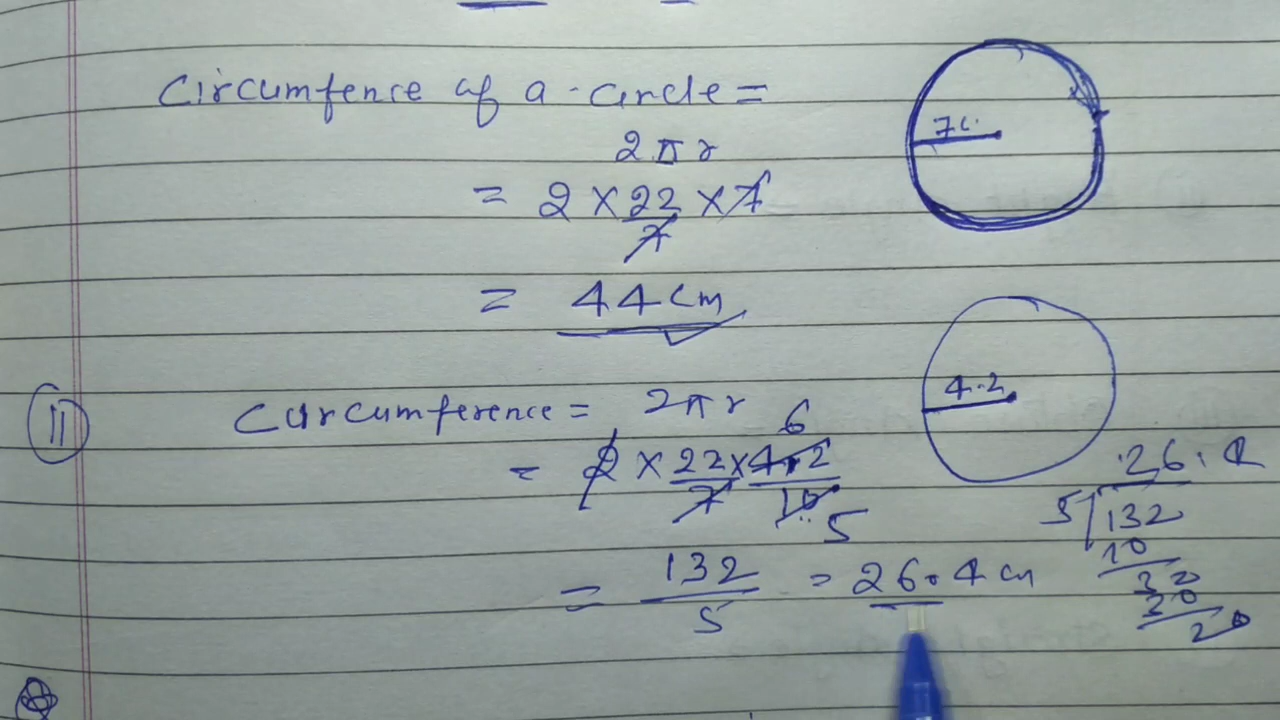 Circumfence of a circle =
2πr
7c.
= 2 × 22/7 × 7
= 44 cm
4.2
11 Circumference = 2πr
6
= 2 × 22/7 × 4.2/10
5
26.4
5 132
10
32
30
20
= 132/5 = 26.4 cm